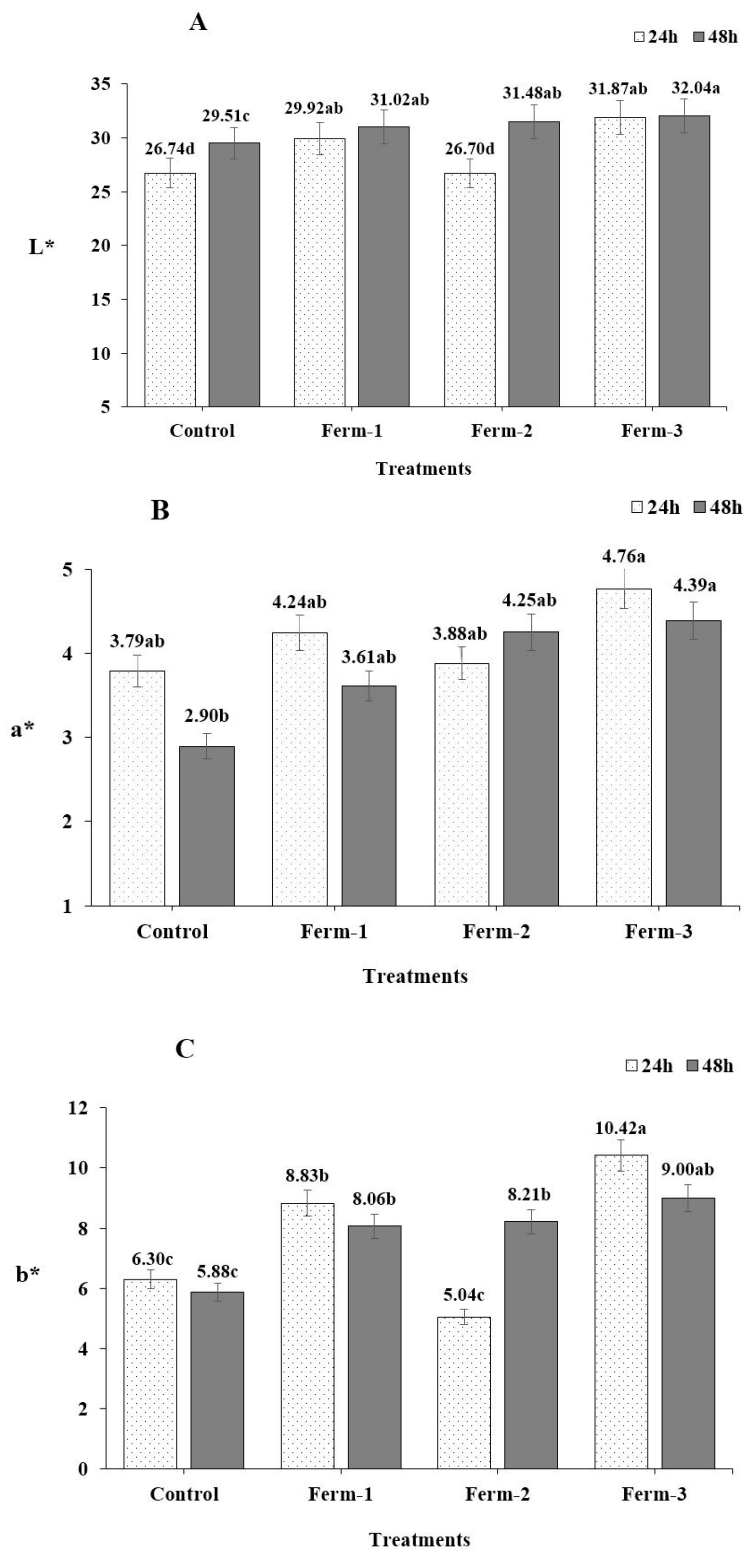 A
24h 48h
35
30
25
20
15
10
5
L*
26.74d 29.51c 29.92ab 31.02ab 26.70d 31.48ab 31.87ab 32.04a
Control Ferm-1 Ferm-2 Ferm-3
Treatments
B
24h 48h
5
4
3
2
1
a*
3.79ab 2.90b 4.24ab 3.61ab 3.88ab 4.25ab 4.76a 4.39a
Control Ferm-1 Ferm-2 Ferm-3
Treatments
C
24h 48h
12
10
8
6
4
2
0
b*
6.30c 5.88c 8.83b 8.06b 5.04c 8.21b 10.42a 9.00ab
Control Ferm-1 Ferm-2 Ferm-3
Treatments